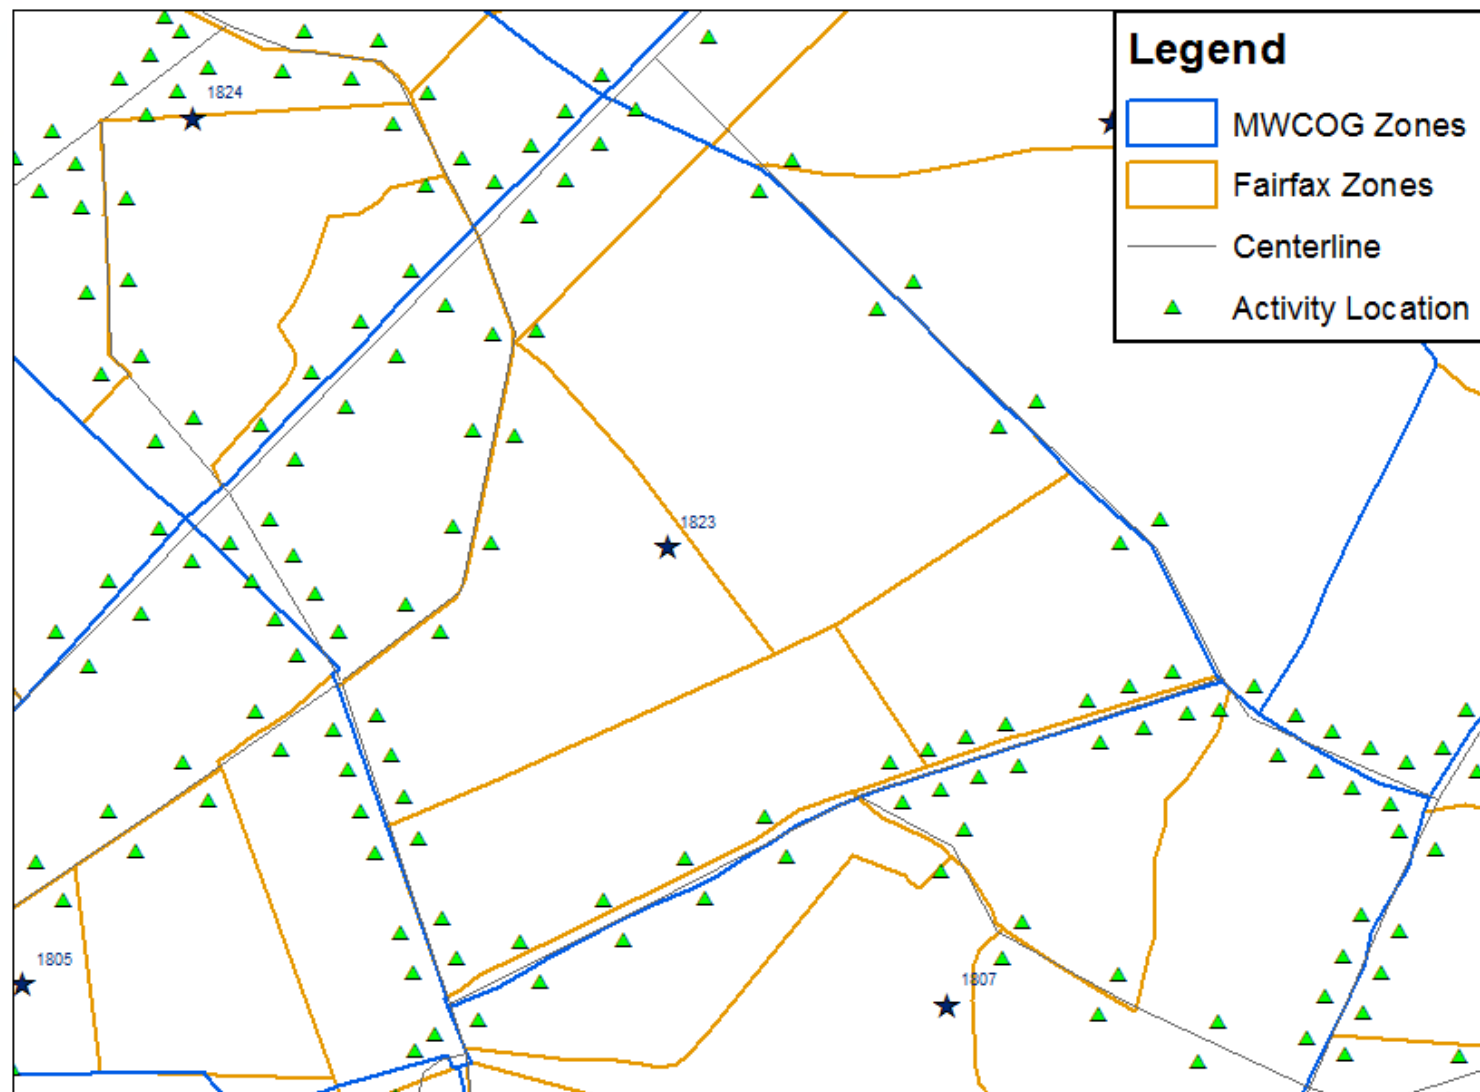 Legend
MWCOG Zones
Fairfax Zones
Centerline
Activity Location
1824
1823
1805
1807